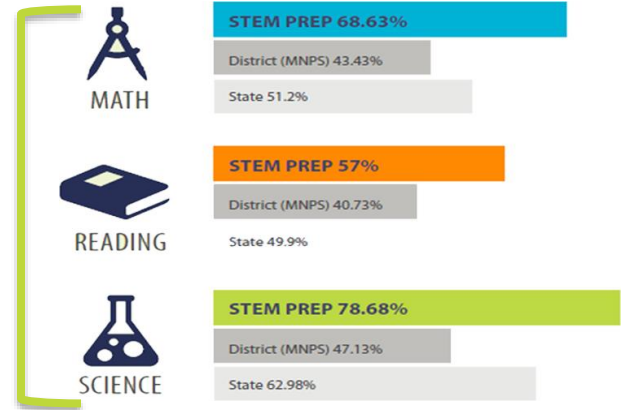 STEM PREP 68.63%
District (MNPS) 43.43%
State 51.2%
MATH
STEM PREP 57%
District (MNPS) 40.73%
State 49.9%
READING
STEM PREP 78.68%
District (MNPS) 47.13%
State 62.98%
SCIENCE